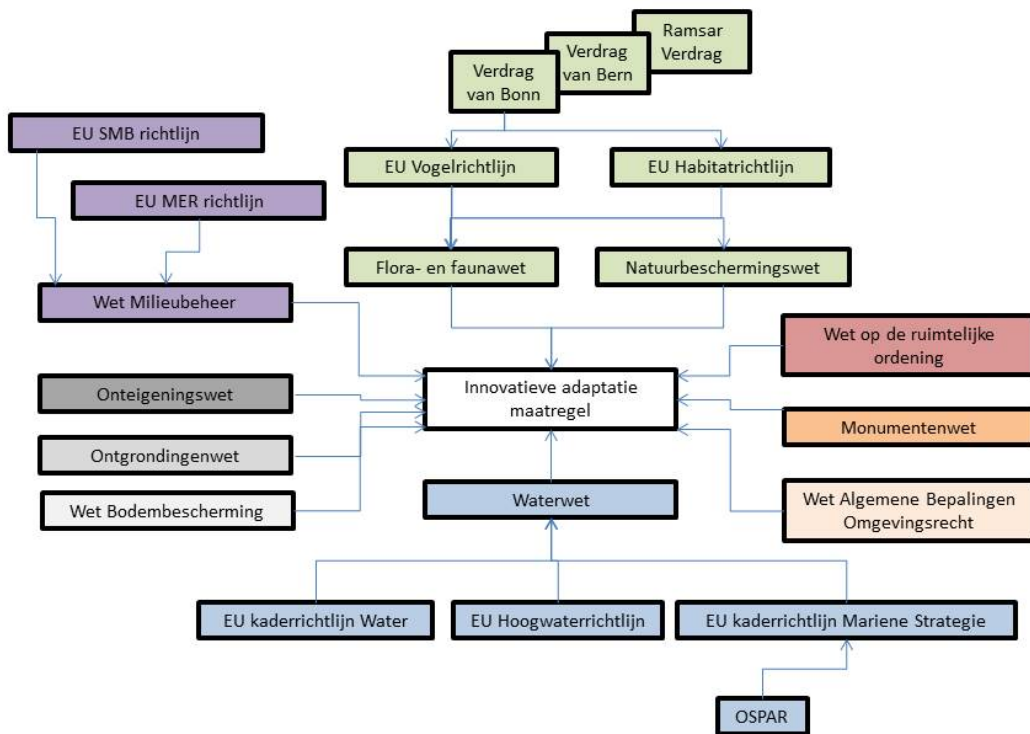 Ramsar
Verdrag
Verdrag
van Bern
Verdrag
van Bonn
EU SMB richtlijn
EU Vogelrichtlijn
EU Habitatrichtlijn
EU MER richtlijn
Flora- en faunawet
Natuurbeschermingswet
Wet Milieubeheer
Wet op de ruimtelijke
ordening
Innovatieve adaptatie
maatregel
Onteigeningswet
Monumentenwet
Ontgrondingenwet
Waterwet
Wet Bodembescherming
Wet Algemene Bepalingen
Omgevingsrecht
EU kaderrichtlijn Water
EU Hoogwaterrichtlijn
EU kaderrichtlijn Mariene Strategie
OSPAR